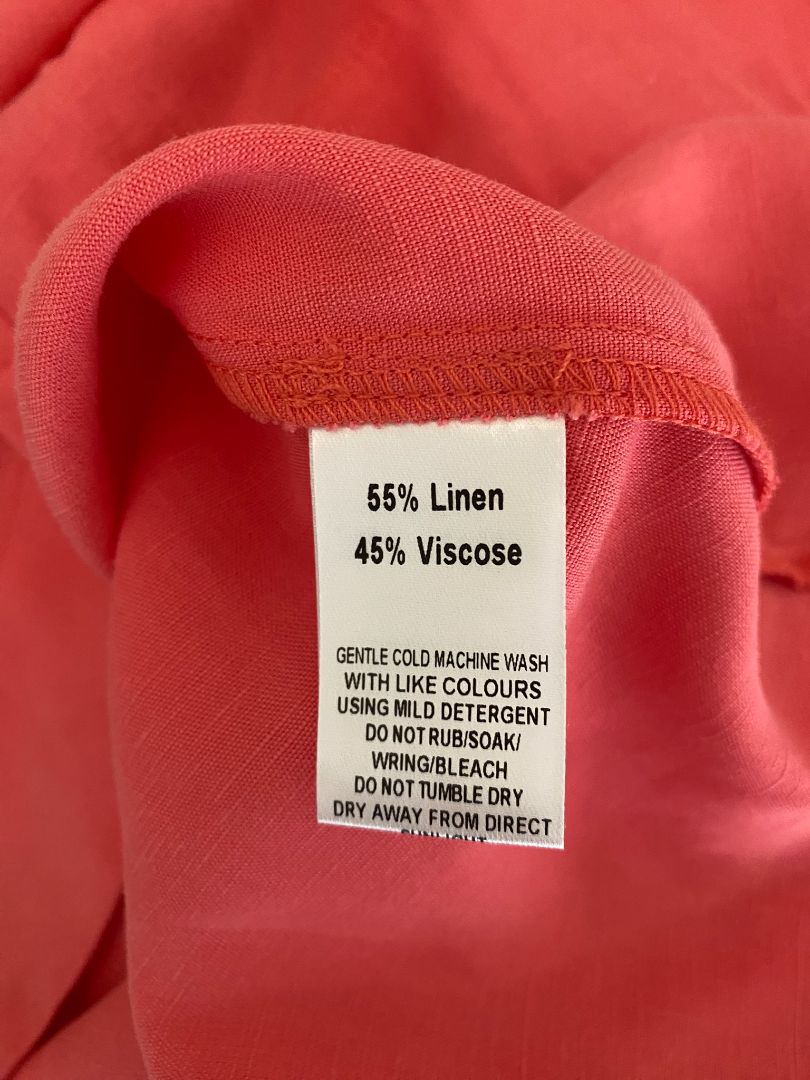 55% Linen
45% Viscose
GENTLE COLD MACHINE WASH
WITH LIKE COLOURS
USING MILD DETERGENT
DO NOT RUB/SOAK/
WRING/BLEACH
DO NOT TUMBLE DRY
DRY AWAY FROM DIRECT
SUNLIGHT